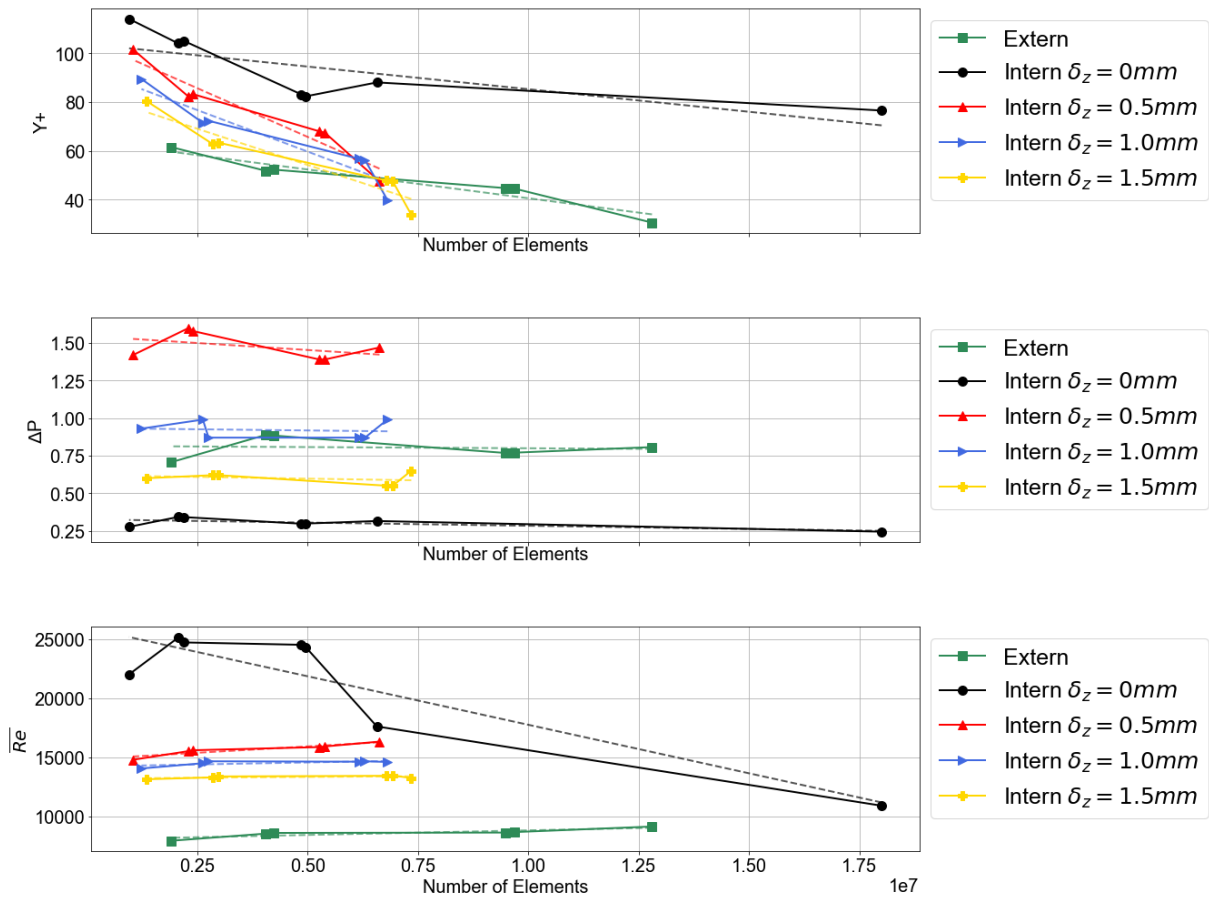 100
80
60
40
Y+
Number of Elements
Extern
Intern δz = 0mm
Intern δz = 0.5mm
Intern δz = 1.0mm
Intern δz = 1.5mm
1.50
1.25
1.00
0.75
0.50
0.25
ΔP
Number of Elements
Extern
Intern δz = 0mm
Intern δz = 0.5mm
Intern δz = 1.0mm
Intern δz = 1.5mm
25000
20000
15000
10000
Re
0.25 0.50 0.75 1.00 1.25 1.50 1.75
Number of Elements
1e7
Extern
Intern δz = 0mm
Intern δz = 0.5mm
Intern δz = 1.0mm
Intern δz = 1.5mm